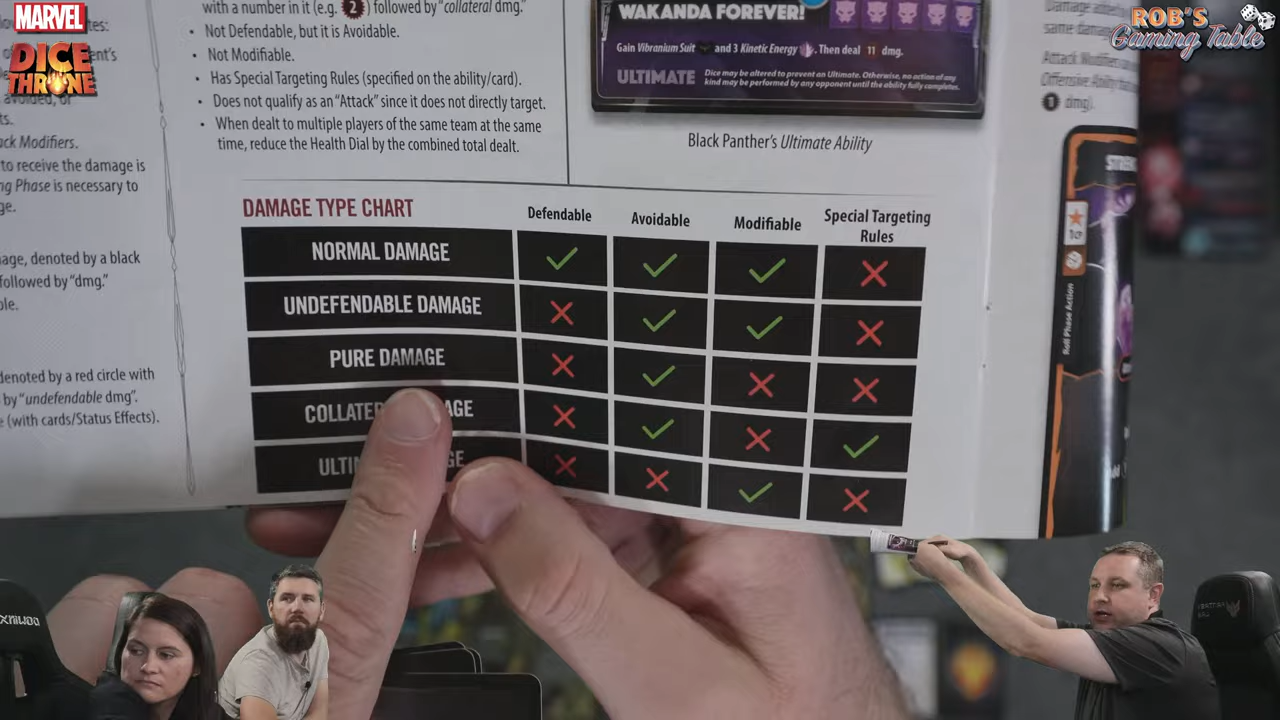 MARVEL
DICE
THRONE
ROB'S
Gaming Table
with a number in it (e.g. 2 ) followed by "collateral dmg."
• Not Defendable, but it is Avoidable.
• Not Modifiable.
• Has Special Targeting Rules (specified on the ability/card).
• Does not qualify as an "Attack" since it does not directly target.
• When dealt to multiple players of the same team at the same
time, reduce the Health Dial by the combined total dealt.
to receive the damage is
Phase is necessary to
denoted by a black
followed by "dmg."
denoted by a red circle with
by "undefendable dmg".
(with cards/Status Effects).
WAKANDA FOREVER!
Gain Vibranium Suit and 3 Kinetic Energy . Then deal 11 dmg.
ULTIMATE
Dice may be altered to prevent an Ultimate. Otherwise, no action of any
kind may be performed by any opponent until the ability fully completes.
Black Panther's Ultimate Ability
1 dmg).
Roll Phase Action
DAMAGE TYPE CHART
Defendable
Avoidable
Modifiable
Special Targeting
Rules
NORMAL DAMAGE
UNDEFENDABLE DAMAGE
PURE DAMAGE